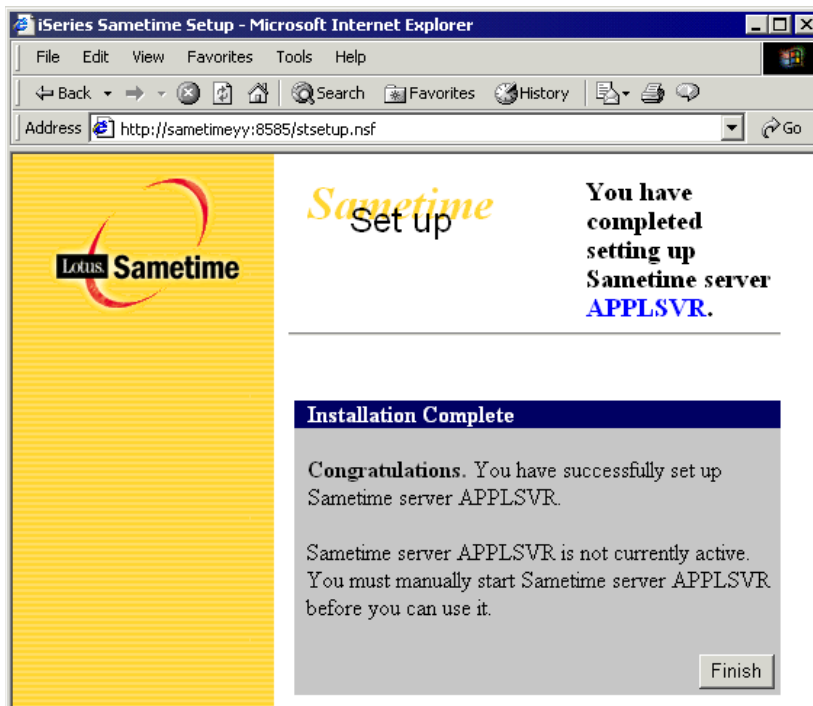 iSeries Sametime Setup - Microsoft Internet Explorer
File Edit View Favorites Tools Help
Back Search Favorites History
Address http://sametimeyy:8585/stsetup.nsf Go
Lotus. Sametime
Sametime
Set up
You have
completed
setting up
Sametime server
APPLSVR.
Installation Complete
Congratulations. You have successfully set up
Sametime server APPLSVR.
Sametime server APPLSVR is not currently active.
You must manually start Sametime server APPLSVR
before you can use it.
Finish